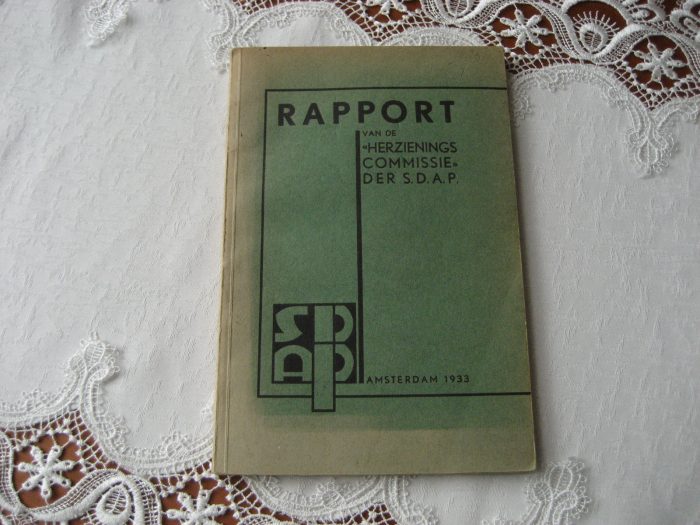 RAPPORT
VAN DE
«HERZIENINGS
COMMISSIE»
DER S.D.A.P.
AMSTERDAM 1933